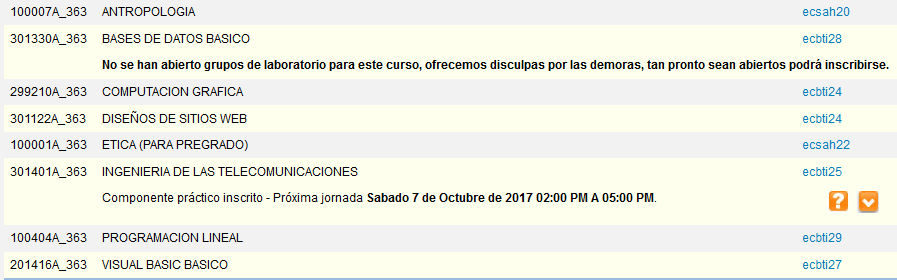 100007A_363 ANTROPOLOGIA ecsah20
301330A_363 BASES DE DATOS BASICO ecbti28
No se han abierto grupos de laboratorio para este curso, ofrecemos disculpas por las demoras, tan pronto sean abiertos podrá inscribirse.
299210A_363 COMPUTACION GRAFICA ecbti24
301122A_363 DISEÑOS DE SITIOS WEB ecbti24
100001A_363 ETICA (PARA PREGRADO) ecsah22
301401A_363 INGENIERIA DE LAS TELECOMUNICACIONES ecbti25
Componente práctico inscrito - Próxima jornada Sabado 7 de Octubre de 2017 02:00 PM A 05:00 PM. ?
100404A_363 PROGRAMACION LINEAL ecbti29
201416A_363 VISUAL BASIC BASICO ecbti27